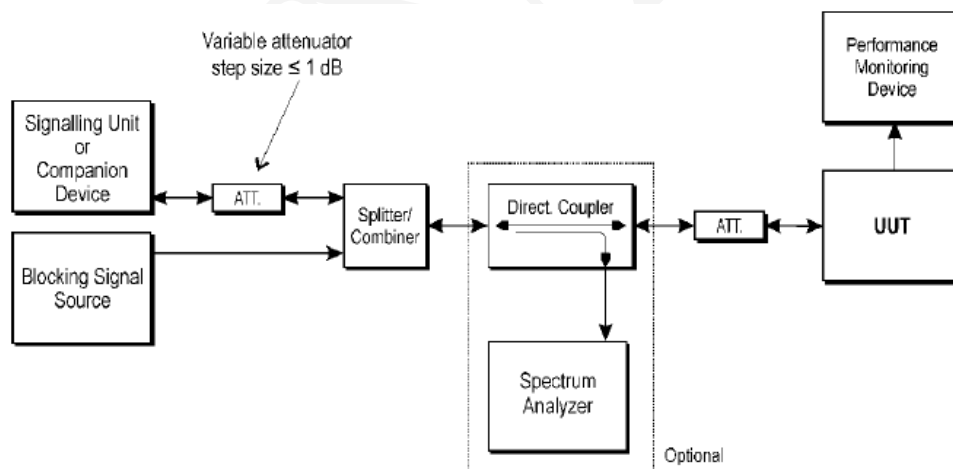 Variable attenuator
step size ≤ 1 dB
Performance
Monitoring
Device
Signalling Unit
or
Companion
Device
ATT.
Splitter/
Combiner
Direct. Coupler
ATT.
UUT
Blocking Signal
Source
Spectrum
Analyzer
Optional